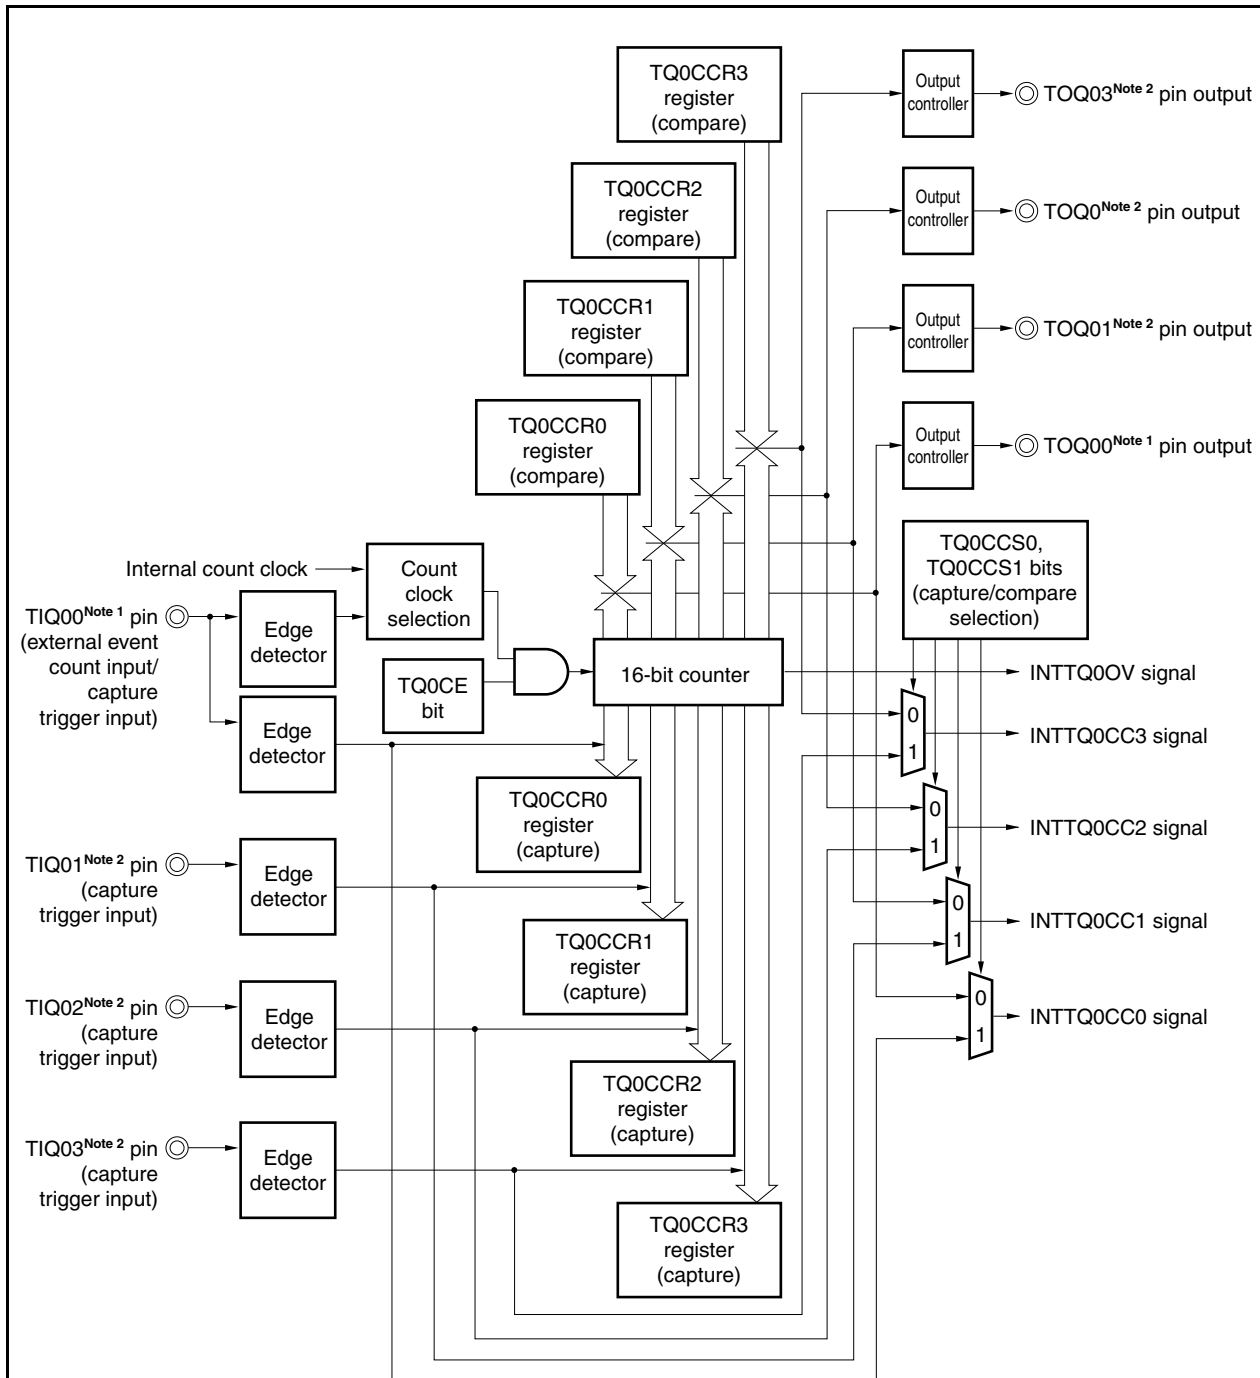 TQ0CCR3
register
(compare)
Output
controller
TOQ03Note 2 pin output
TQ0CCR2
register
(compare)
Output
controller
TOQ0Note 2 pin output
TQ0CCR1
register
(compare)
Output
controller
TOQ01Note 2 pin output
TQ0CCR0
register
(compare)
Output
controller
TOQ00Note 1 pin output
TQ0CCS0,
TQ0CCS1 bits
(capture/compare
selection)
Internal count clock
Count
clock
selection
TIQ00Note 1 pin
(external event
count input/
capture
trigger input)
Edge
detector
TQ0CE
bit
16-bit counter
INTTQ0OV signal
Edge
detector
0
1
INTTQ0CC3 signal
TQ0CCR0
register
(capture)
0
1
INTTQ0CC2 signal
TIQ01Note 2 pin
(capture
trigger input)
Edge
detector
0
1
INTTQ0CC1 signal
TQ0CCR1
register
(capture)
TIQ02Note 2 pin
(capture
trigger input)
Edge
detector
0
1
INTTQ0CC0 signal
TQ0CCR2
register
(capture)
TIQ03Note 2 pin
(capture
trigger input)
Edge
detector
TQ0CCR3
register
(capture)